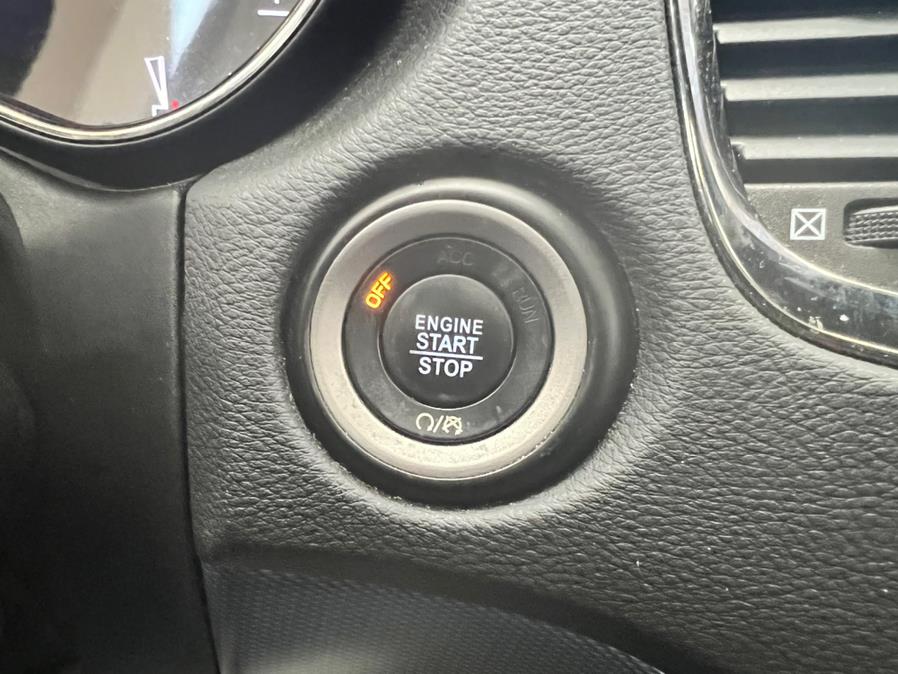 ACC
OFF
RUN
ENGINE
START
STOP